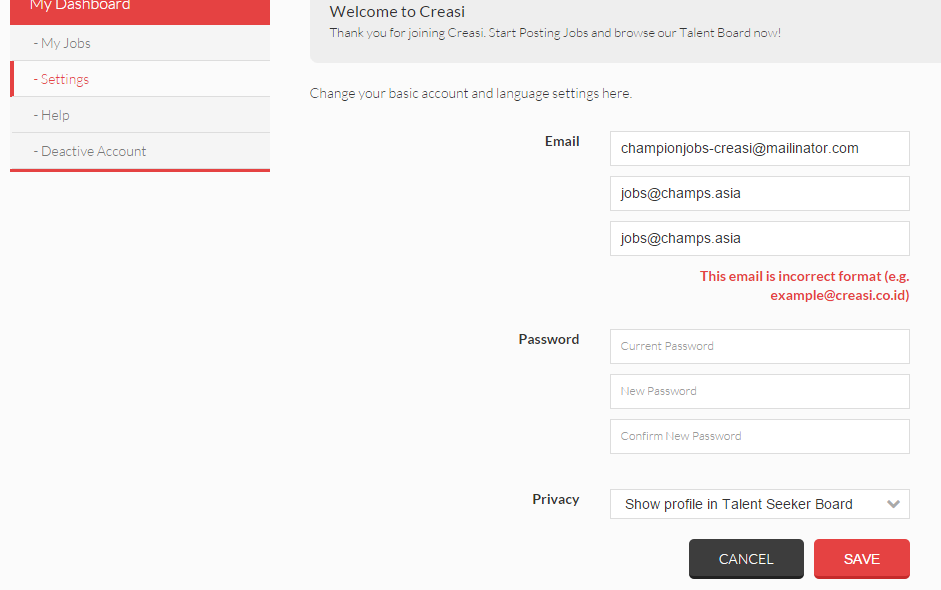 My Dashboard
- My Jobs
- Settings
- Help
- Deactive Account
Welcome to Creasi
Thank you for joining Creasi. Start Posting Jobs and browse our Talent Board now!
Change your basic account and language settings here.
Email
championjobs-creasi@mailinator.com
jobs@champs.asia
jobs@champs.asia
This email is incorrect format (e.g.
example@creasi.co.id)
Password
Current Password
New Password
Confirm New Password
Privacy
Show profile in Talent Seeker Board
CANCEL
SAVE